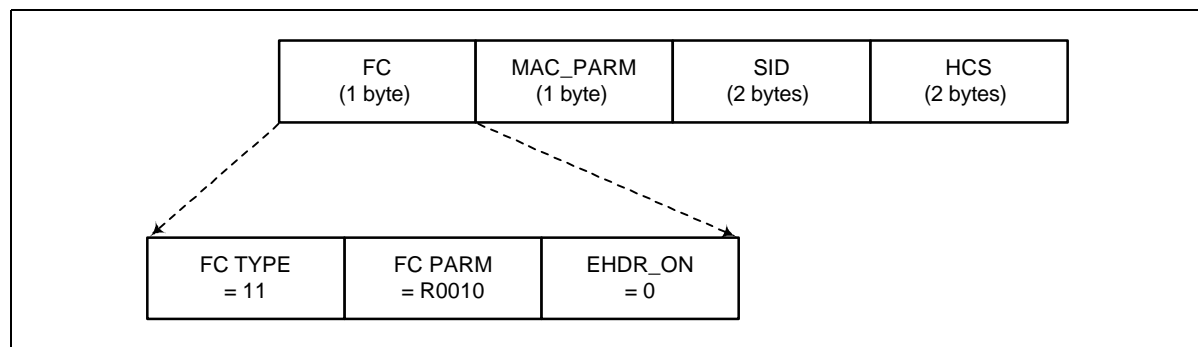 FC
(1 byte)
MAC_PARM
(1 byte)
SID
(2 bytes)
HCS
(2 bytes)
FC TYPE
= 11
FC PARM
= R0010
EHDR_ON
= 0